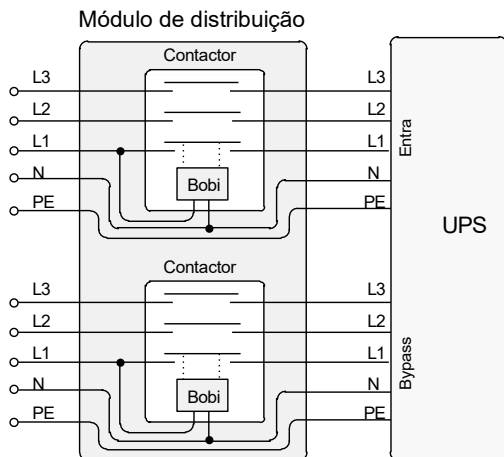 Módulo de distribuição
Contactor
L3 L3
L2 L2
L1 L1
N N
PE PE
Bobi
Entra
UPS
Contactor
L3 L3
L2 L2
L1 L1
N N
PE PE
Bobi
Bypass